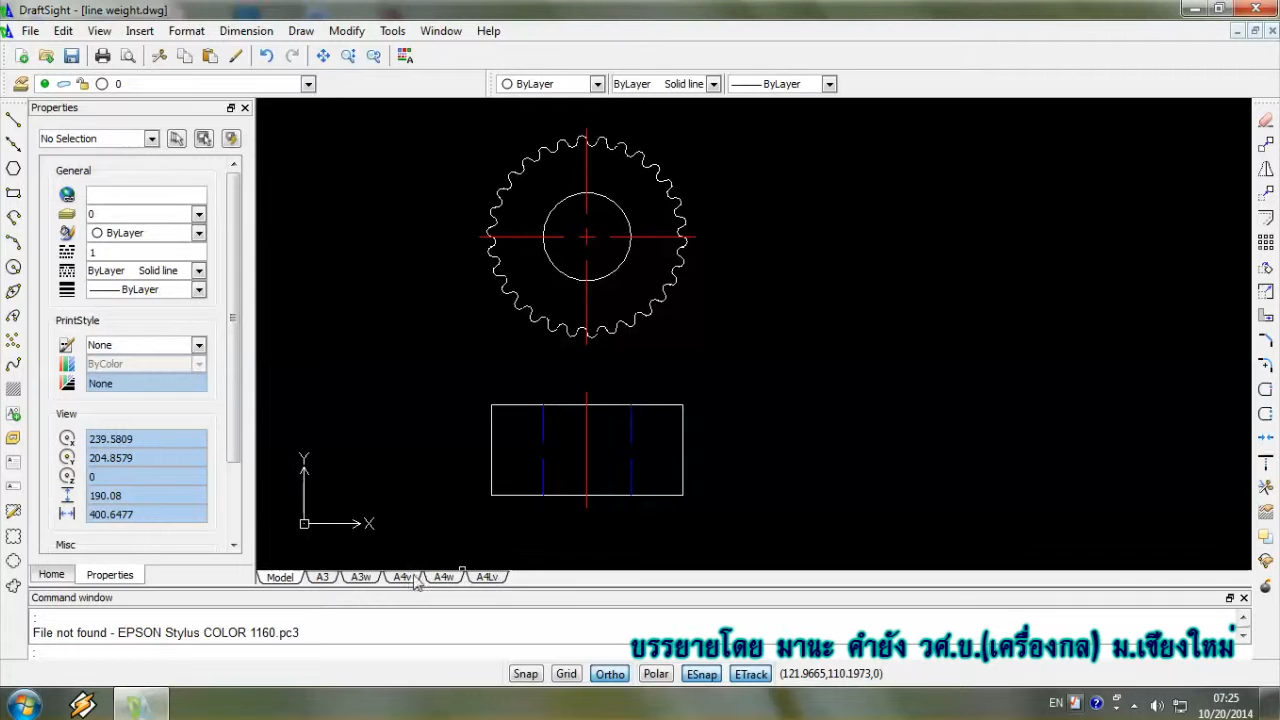 DraftSight - [line weight.dwg]
File Edit View Insert Format Dimension Draw Modify Tools Window Help
0 ByLayer ByLayer Solid line ByLayer
Properties
No Selection
General
0
ByLayer
1
ByLayer Solid line
ByLayer
PrintStyle
None
ByColor
None
View
239.5809
204.8579
0
190.08
400.6477
Misc
Y
X
Home Properties
Model A3 A3w A4v A4w A4Lv
Command window
:
File not found - EPSON Stylus COLOR 1160.pc3
:
บรรยายโดย มานะ คำยัง วศ.บ.(เครื่องกล) ม.เชียงใหม่
Snap Grid Ortho Polar ESnap ETrack (121.9665,110.1973,0)
EN 07:25
10/20/2014